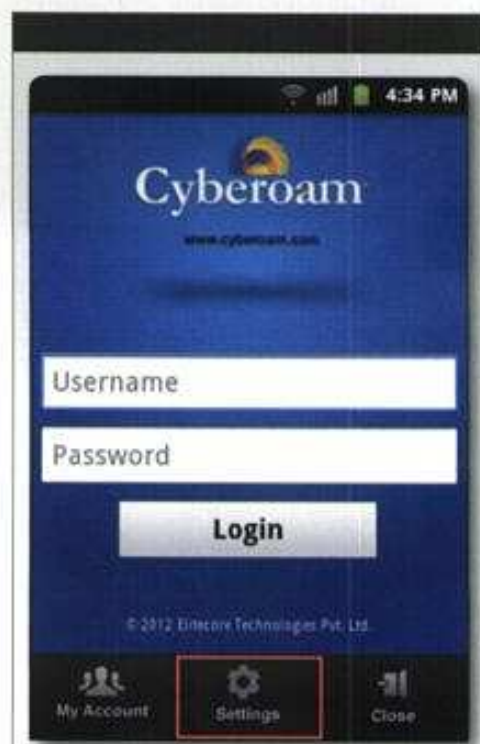 4:34 PM
Cyberoam
www.cyberoam.com
Username
Password
Login
© 2012 Elitecore Technologies Pvt. Ltd.
My Account
Settings
Close